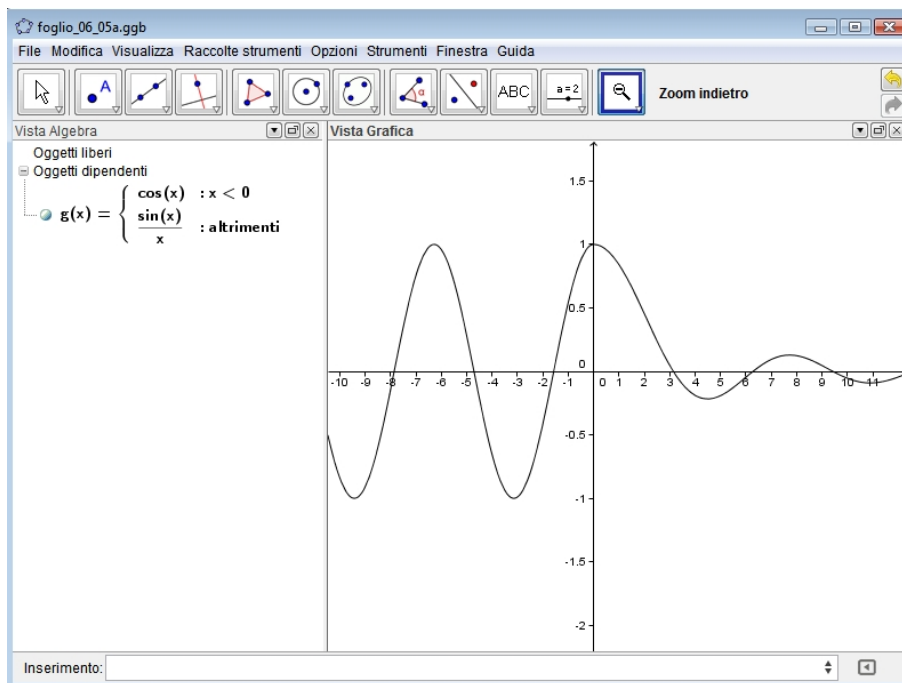 foglio_06_05a.ggb
File Modifica Visualizza Raccolte strumenti Opzioni Strumenti Finestra Guida
A
α
ABC
a=2
Zoom indietro
Vista Algebra
Vista Grafica
Oggetti liberi
Oggetti dipendenti
g(x) = { cos(x) : x < 0
sin(x)
x
: altrimenti
1.5
1
0.5
0
-10 -9 -8 -7 -6 -5 -4 -3 -2 -1 0 1 2 3 4 5 6 7 8 9 10 11
-0.5
-1
-1.5
-2
Inserimento: